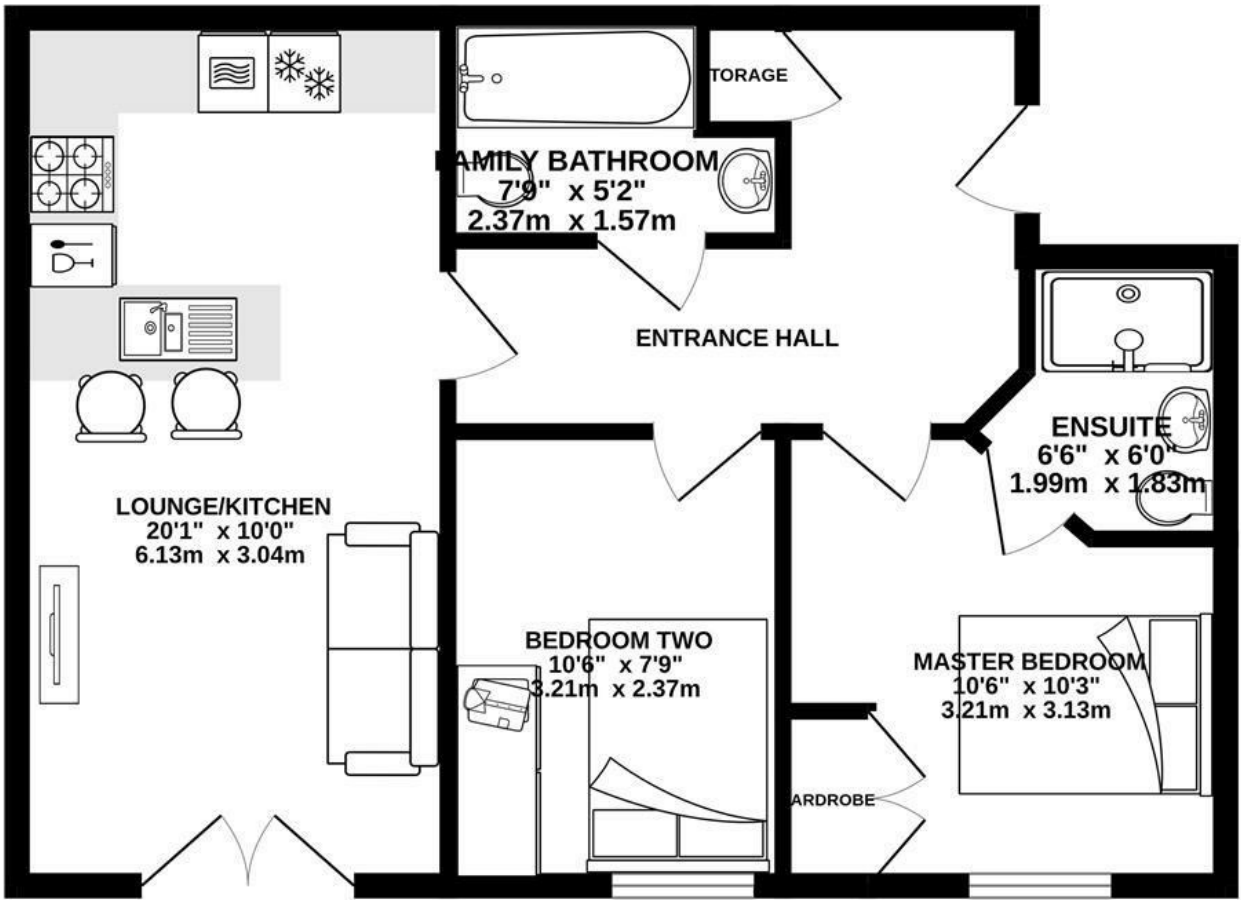 TORAGE
FAMILY BATHROOM
7'9" x 5'2"
2.37m x 1.57m
ENTRANCE HALL
ENSUITE
6'6" x 6'0"
1.99m x 1.83m
LOUNGE/KITCHEN
20'1" x 10'0"
6.13m x 3.04m
BEDROOM TWO
10'6" x 7'9"
3.21m x 2.37m
MASTER BEDROOM
10'6" x 10'3"
3.21m x 3.13m
ARDROBE